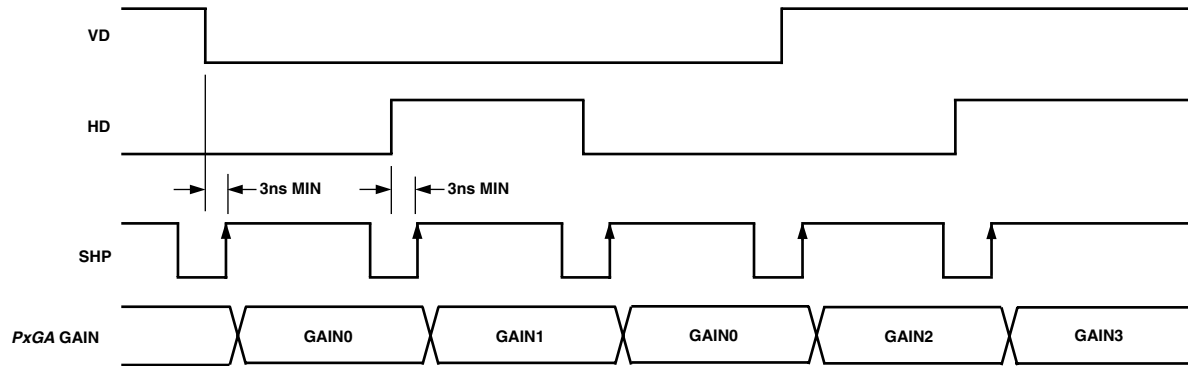 VD
HD
3ns MIN
3ns MIN
SHP
PxGA GAIN
GAIN0
GAIN1
GAIN0
GAIN2
GAIN3